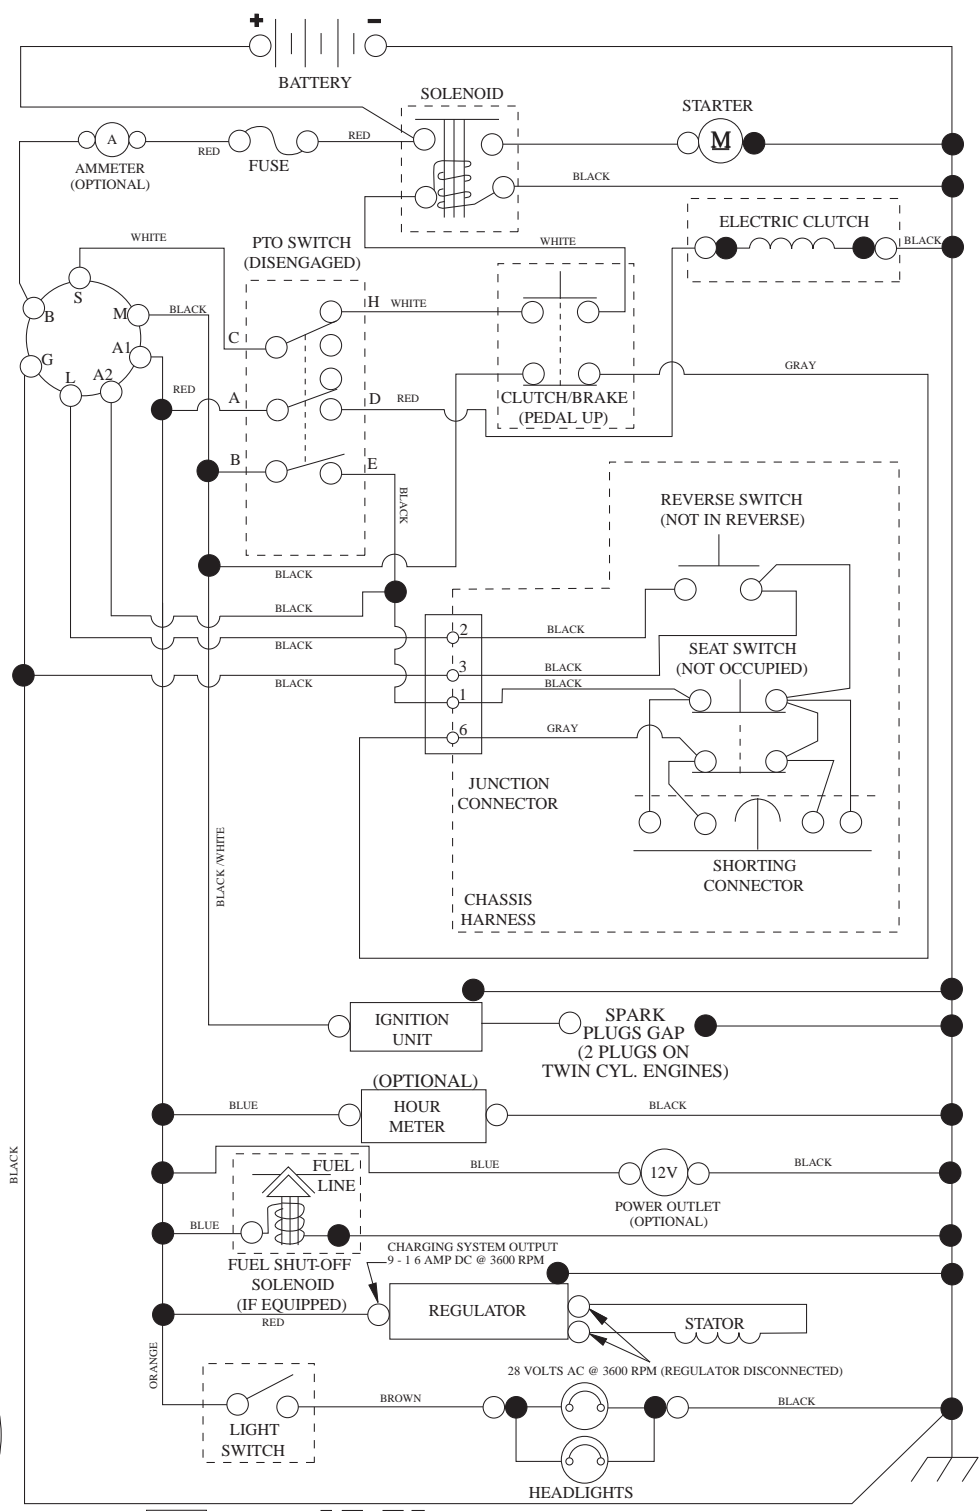 + -
BATTERY
SOLENOID
STARTER
A
RED
FUSE
RED
M
AMMETER
(OPTIONAL)
BLACK
ELECTRIC CLUTCH
BLACK
WHITE
PTO SWITCH
(DISENGAGED)
WHITE
S
B
M
BLACK
H
WHITE
C
G
A1
L
A2
RED
A
D
RED
CLUTCH/BRAKE
(PEDAL UP)
GRAY
B
E
BLACK
REVERSE SWITCH
(NOT IN REVERSE)
BLACK
BLACK
2
BLACK
BLACK
SEAT SWITCH
(NOT OCCUPIED)
3
BLACK
BLACK
BLACK
1
6
GRAY
JUNCTION
CONNECTOR
SHORTING
CONNECTOR
BLACK /WHITE
CHASSIS
HARNESS
IGNITION
UNIT
SPARK
PLUGS GAP
(2 PLUGS ON
TWIN CYL. ENGINES)
(OPTIONAL)
HOUR
METER
BLUE
BLACK
BLACK
FUEL
LINE
BLUE
12V
BLACK
POWER OUTLET
(OPTIONAL)
BLUE
FUEL SHUT-OFF
SOLENOID
(IF EQUIPPED)
CHARGING SYSTEM OUTPUT
9 - 1 6 AMP DC @ 3600 RPM
RED
REGULATOR
STATOR
28 VOLTS AC @ 3600 RPM (REGULATOR DISCONNECTED)
ORANGE
BROWN
BLACK
LIGHT
SWITCH
HEADLIGHTS